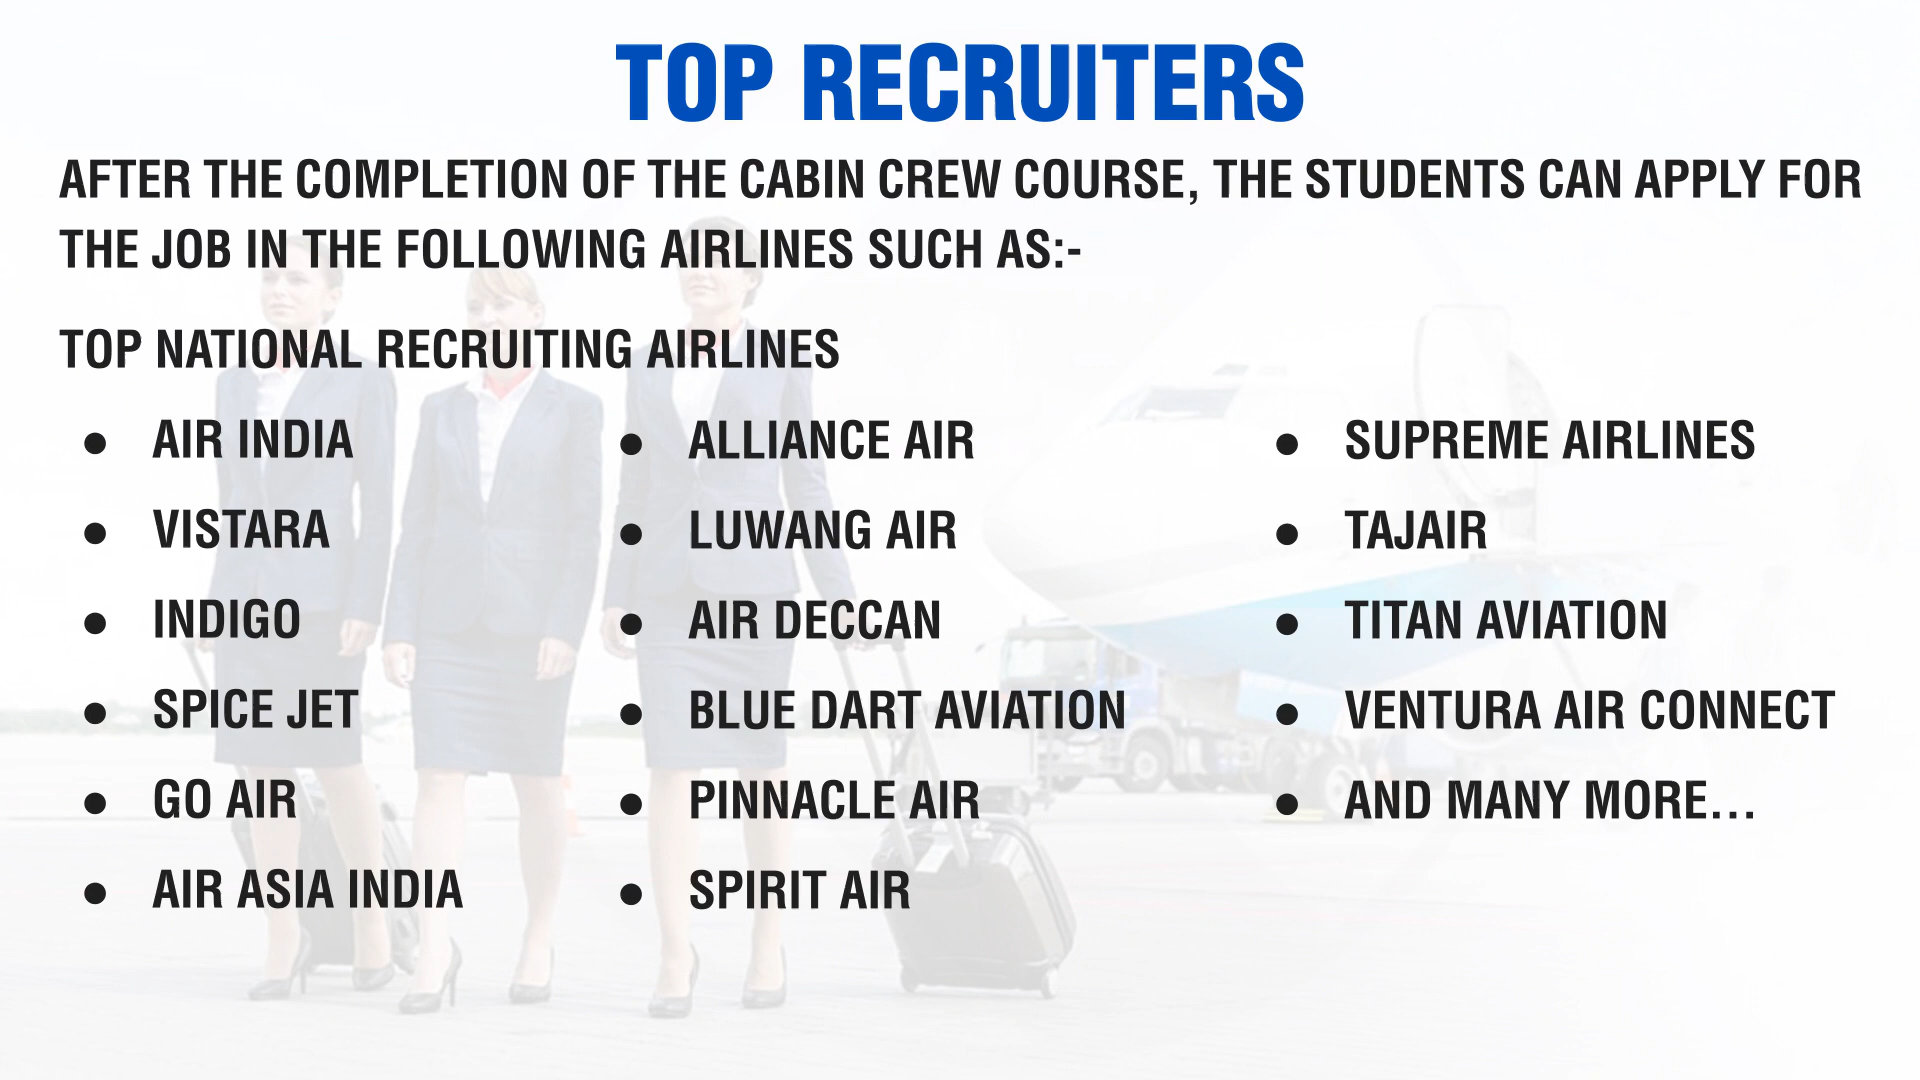 TOP RECRUITERS
AFTER THE COMPLETION OF THE CABIN CREW COURSE, THE STUDENTS CAN APPLY FOR
THE JOB IN THE FOLLOWING AIRLINES SUCH AS:-
TOP NATIONAL RECRUITING AIRLINES
● AIR INDIA
● VISTARA
● INDIGO
● SPICE JET
● GO AIR
● AIR ASIA INDIA
● ALLIANCE AIR
● LUWANG AIR
● AIR DECCAN
● BLUE DART AVIATION
● PINNACLE AIR
● SPIRIT AIR
● SUPREME AIRLINES
● TAJAIR
● TITAN AVIATION
● VENTURA AIR CONNECT
● AND MANY MORE...